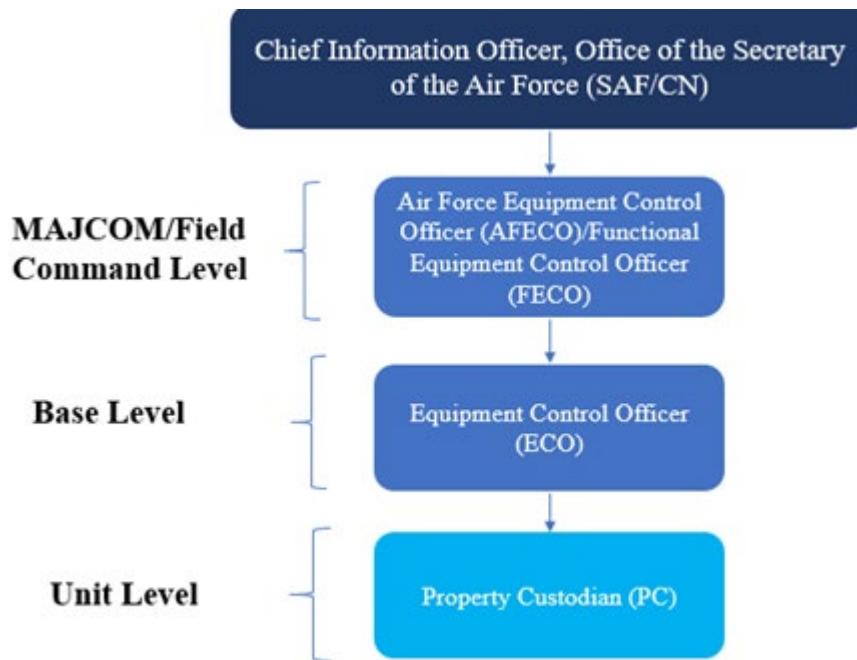 Chief Information Officer, Office of the Secretary
of the Air Force (SAF/CN)
MAJCOM/Field
Command Level
Air Force Equipment Control
Officer (AFECO)/Functional
Equipment Control Officer
(FECO)
Base Level
Equipment Control Officer
(ECO)
Unit Level
Property Custodian (PC)